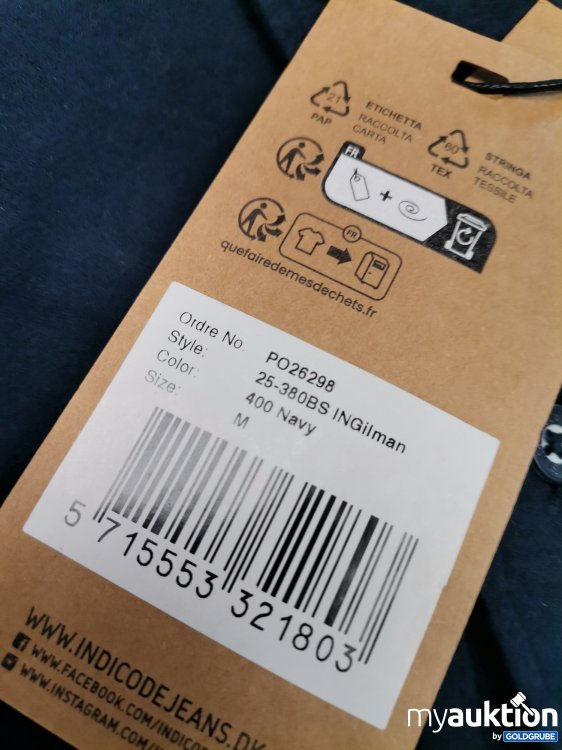 21
PAP
ETICHETTA
RACCOLTA
CARTA
60
TEX
STRINGA
RACCOLTA
TESSILE
FR
+
FR
quefairedemesdechets.fr
Ordre No. PO26298
Style: 25-380BS INGilman
Color: 400 Navy
Size: M
5 715553 321803
WWW.INDICODEJEANS.DK
WWW.FACEBOOK.COM/INDICODE
WWW.INSTAGRAM.COM/IN
myauktion
by GOLDGRUBE